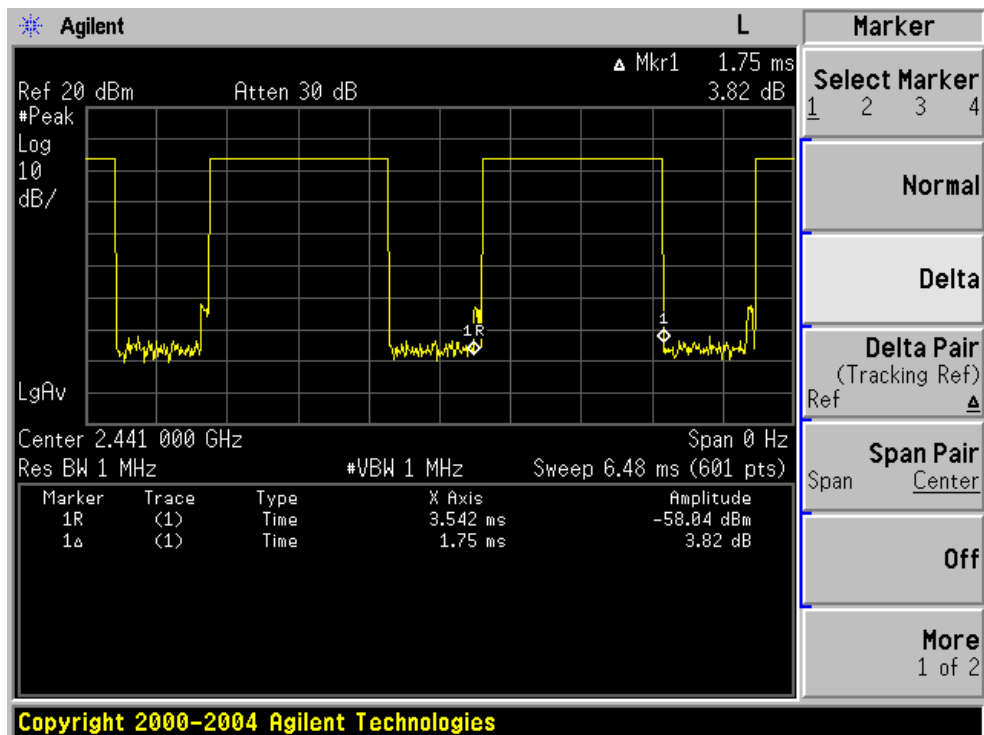 Agilent L
Δ Mkr1 1.75 ms
Ref 20 dBm Atten 30 dB 3.82 dB
#Peak
Log
10
dB/
1R
1
LgAv
Center 2.441 000 GHz Span 0 Hz
Res BW 1 MHz #VBW 1 MHz Sweep 6.48 ms (601 pts)
Marker Trace Type X Axis Amplitude
1R (1) Time 3.542 ms -58.04 dBm
1Δ (1) Time 1.75 ms 3.82 dB
Copyright 2000-2004 Agilent Technologies
Marker
Select Marker
1 2 3 4
Normal
Delta
Delta Pair
(Tracking Ref)
Ref Δ
Span Pair
Span Center
Off
More
1 of 2